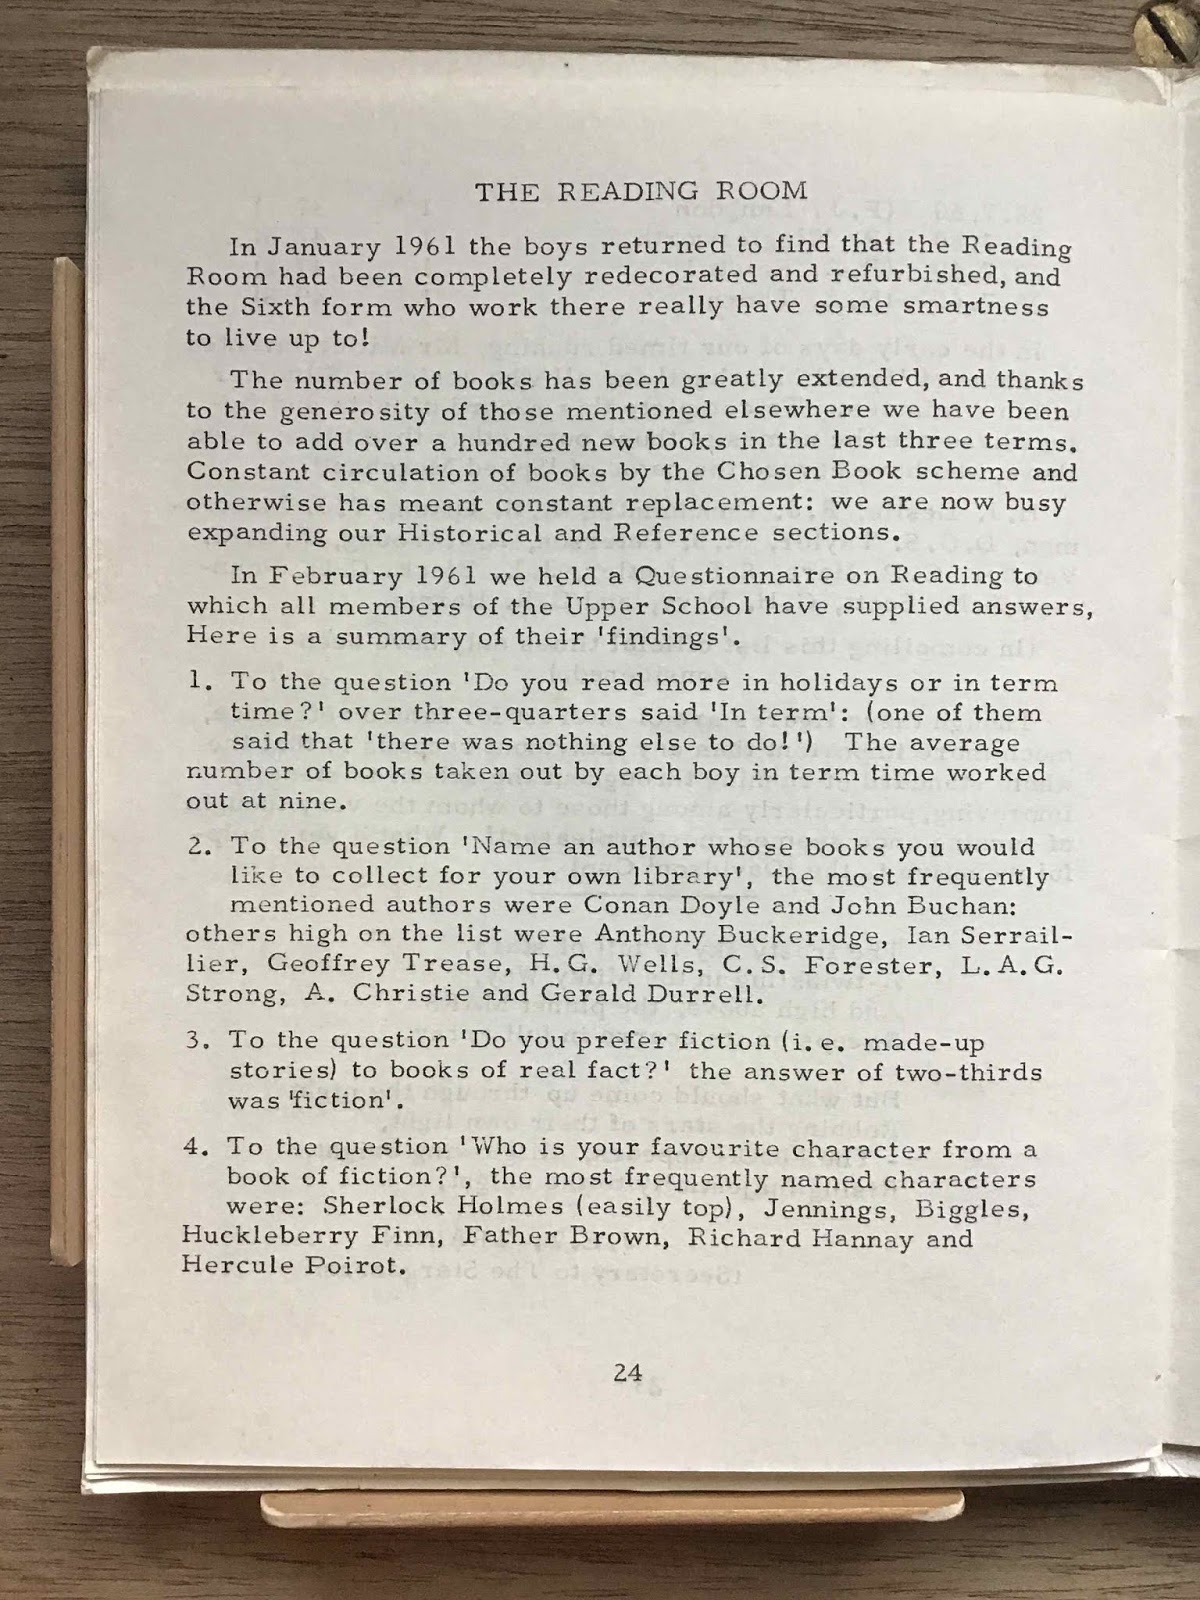 THE READING ROOM
In January 1961 the boys returned to find that the Reading
Room had been completely redecorated and refurbished, and
the Sixth form who work there really have some smartness
to live up to!
The number of books has been greatly extended, and thanks
to the generosity of those mentioned elsewhere we have been
able to add over a hundred new books in the last three terms.
Constant circulation of books by the Chosen Book scheme and
otherwise has meant constant replacement: we are now busy
expanding our Historical and Reference sections.
In February 1961 we held a Questionnaire on Reading to
which all members of the Upper School have supplied answers,
Here is a summary of their 'findings'.
1. To the question 'Do you read more in holidays or in term
time?' over three-quarters said 'In term': (one of them
said that 'there was nothing else to do!') The average
number of books taken out by each boy in term time worked
out at nine.
2. To the question 'Name an author whose books you would
like to collect for your own library', the most frequently
mentioned authors were Conan Doyle and John Buchan:
others high on the list were Anthony Buckeridge, Ian Serrail-
lier, Geoffrey Trease, H.G. Wells, C.S. Forester, L.A.G.
Strong, A. Christie and Gerald Durrell.
3. To the question 'Do you prefer fiction (i.e. made-up
stories) to books of real fact?' the answer of two-thirds
was 'fiction'.
4. To the question 'Who is your favourite character from a
book of fiction?', the most frequently named characters
were: Sherlock Holmes (easily top), Jennings, Biggles,
Huckleberry Finn, Father Brown, Richard Hannay and
Hercule Poirot.
24